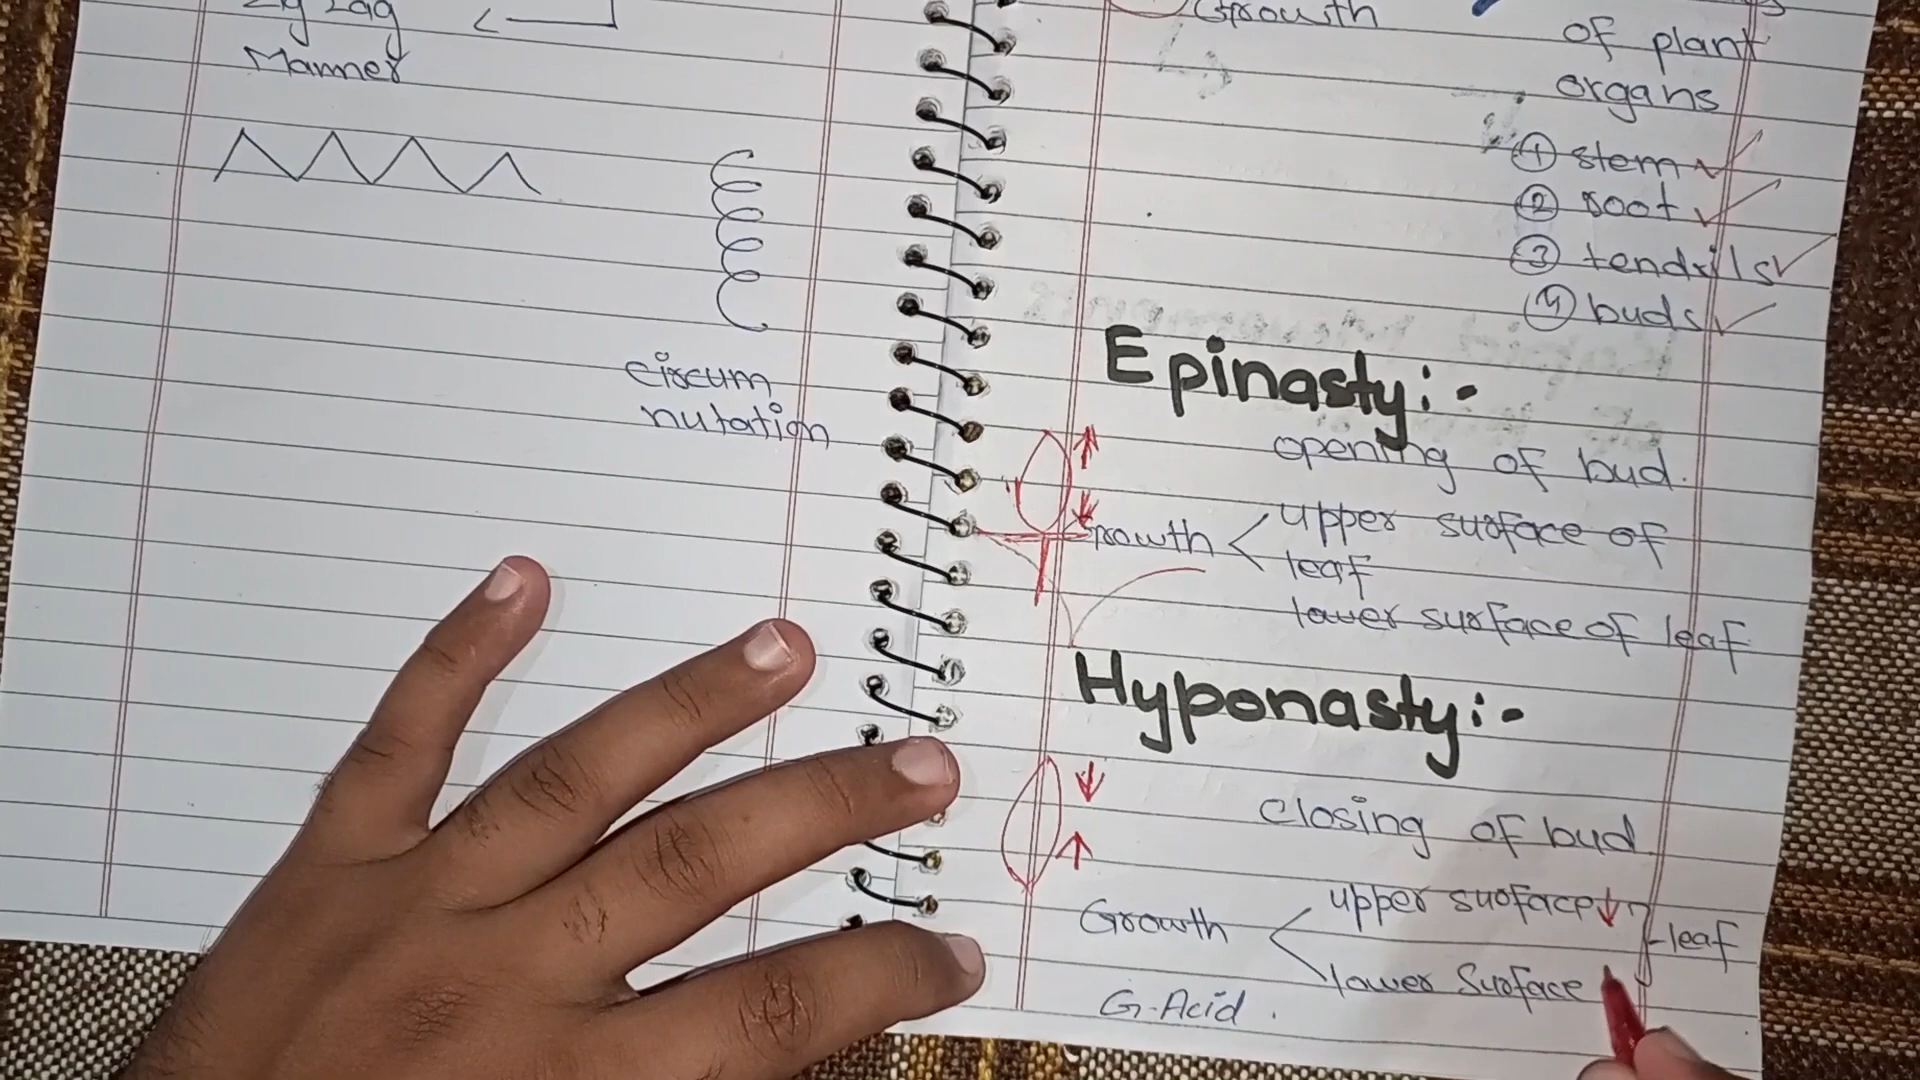 Zig Zag
Manner
circum
nutation
Growth
of plant
organs
① stem
② root
③ tendrils
④ buds
Epinasty:-
opening of bud.
Growth < upper surface of
leaf
lower surface of leaf
Hyponasty:-
Closing of bud
upper surface
Growth < leaf
lower surface
G.Acid.